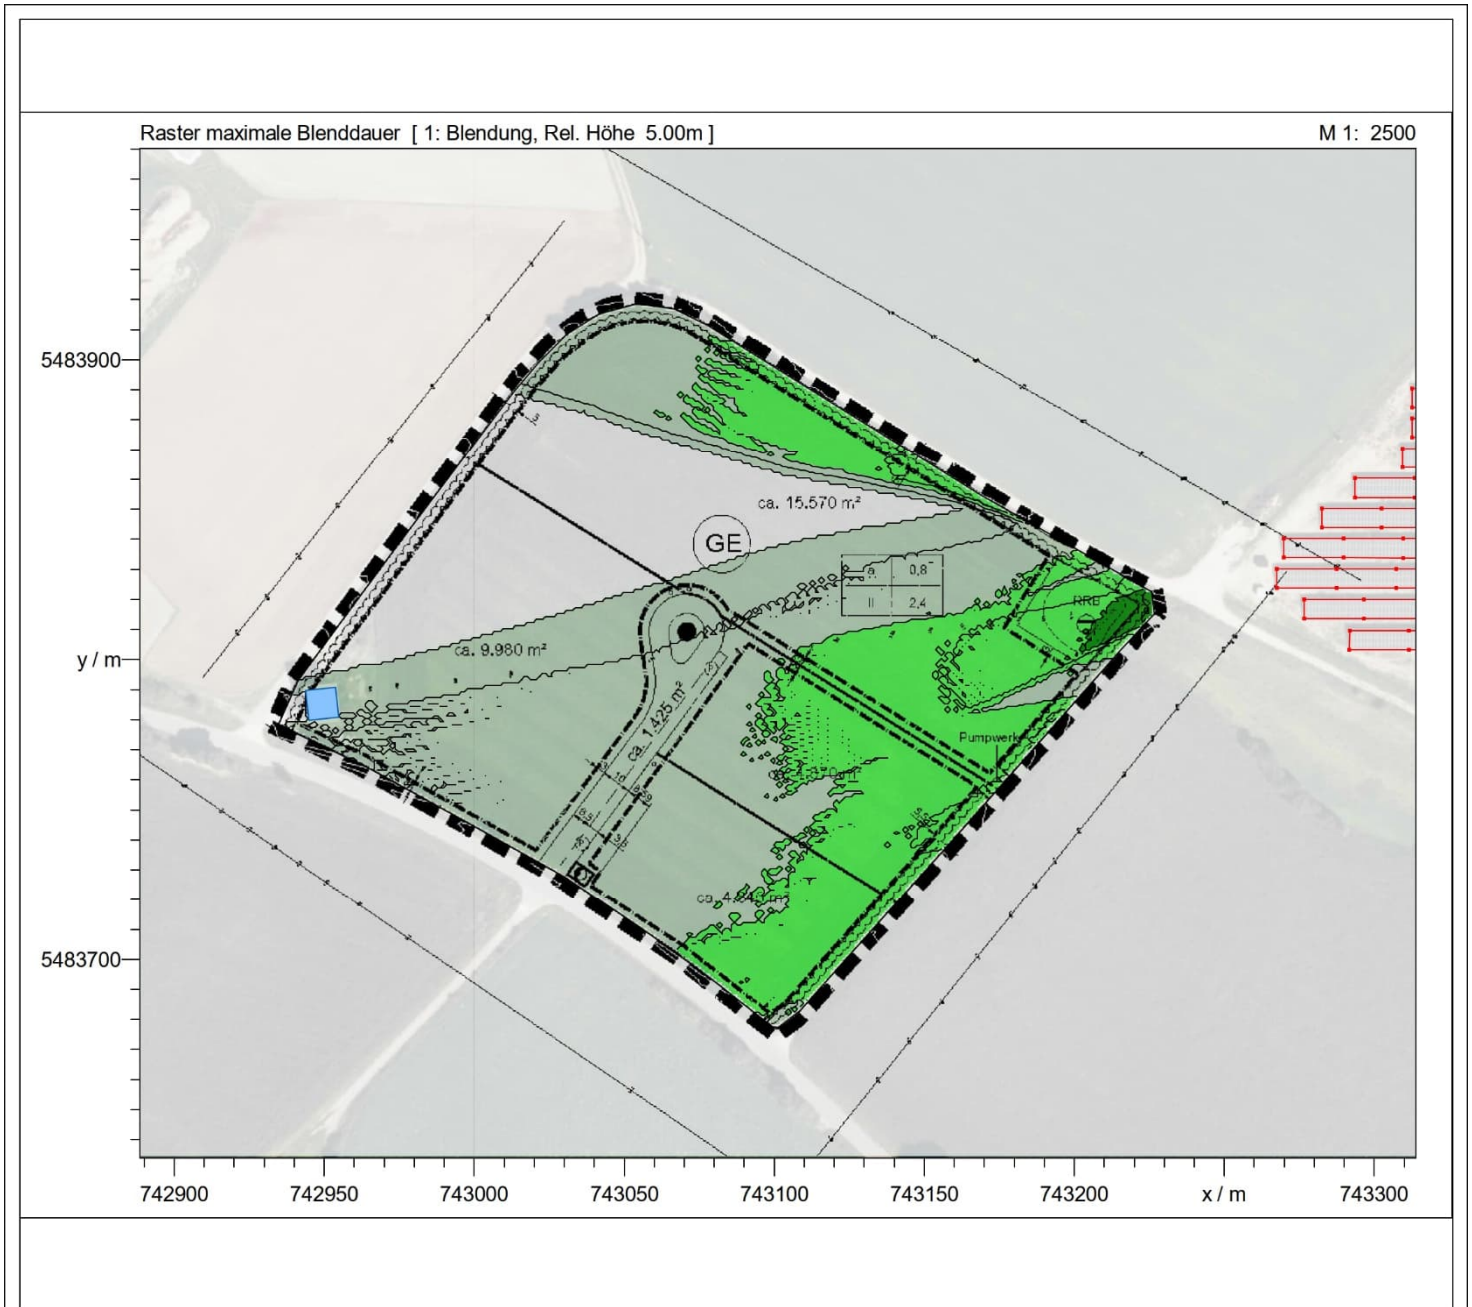 Raster maximale Blenddauer [ 1: Blendung, Rel. Höhe 5.00m ]
M 1: 2500
5483900
ca. 15.570 m²
GE
a 0,8
II 2,4
RRB
ca. 9.980 m²
y / m
ca. 1.425 m²
Pumpwerk
5483700
742900 742950 743000 743050 743100 743150 743200 x / m 743300